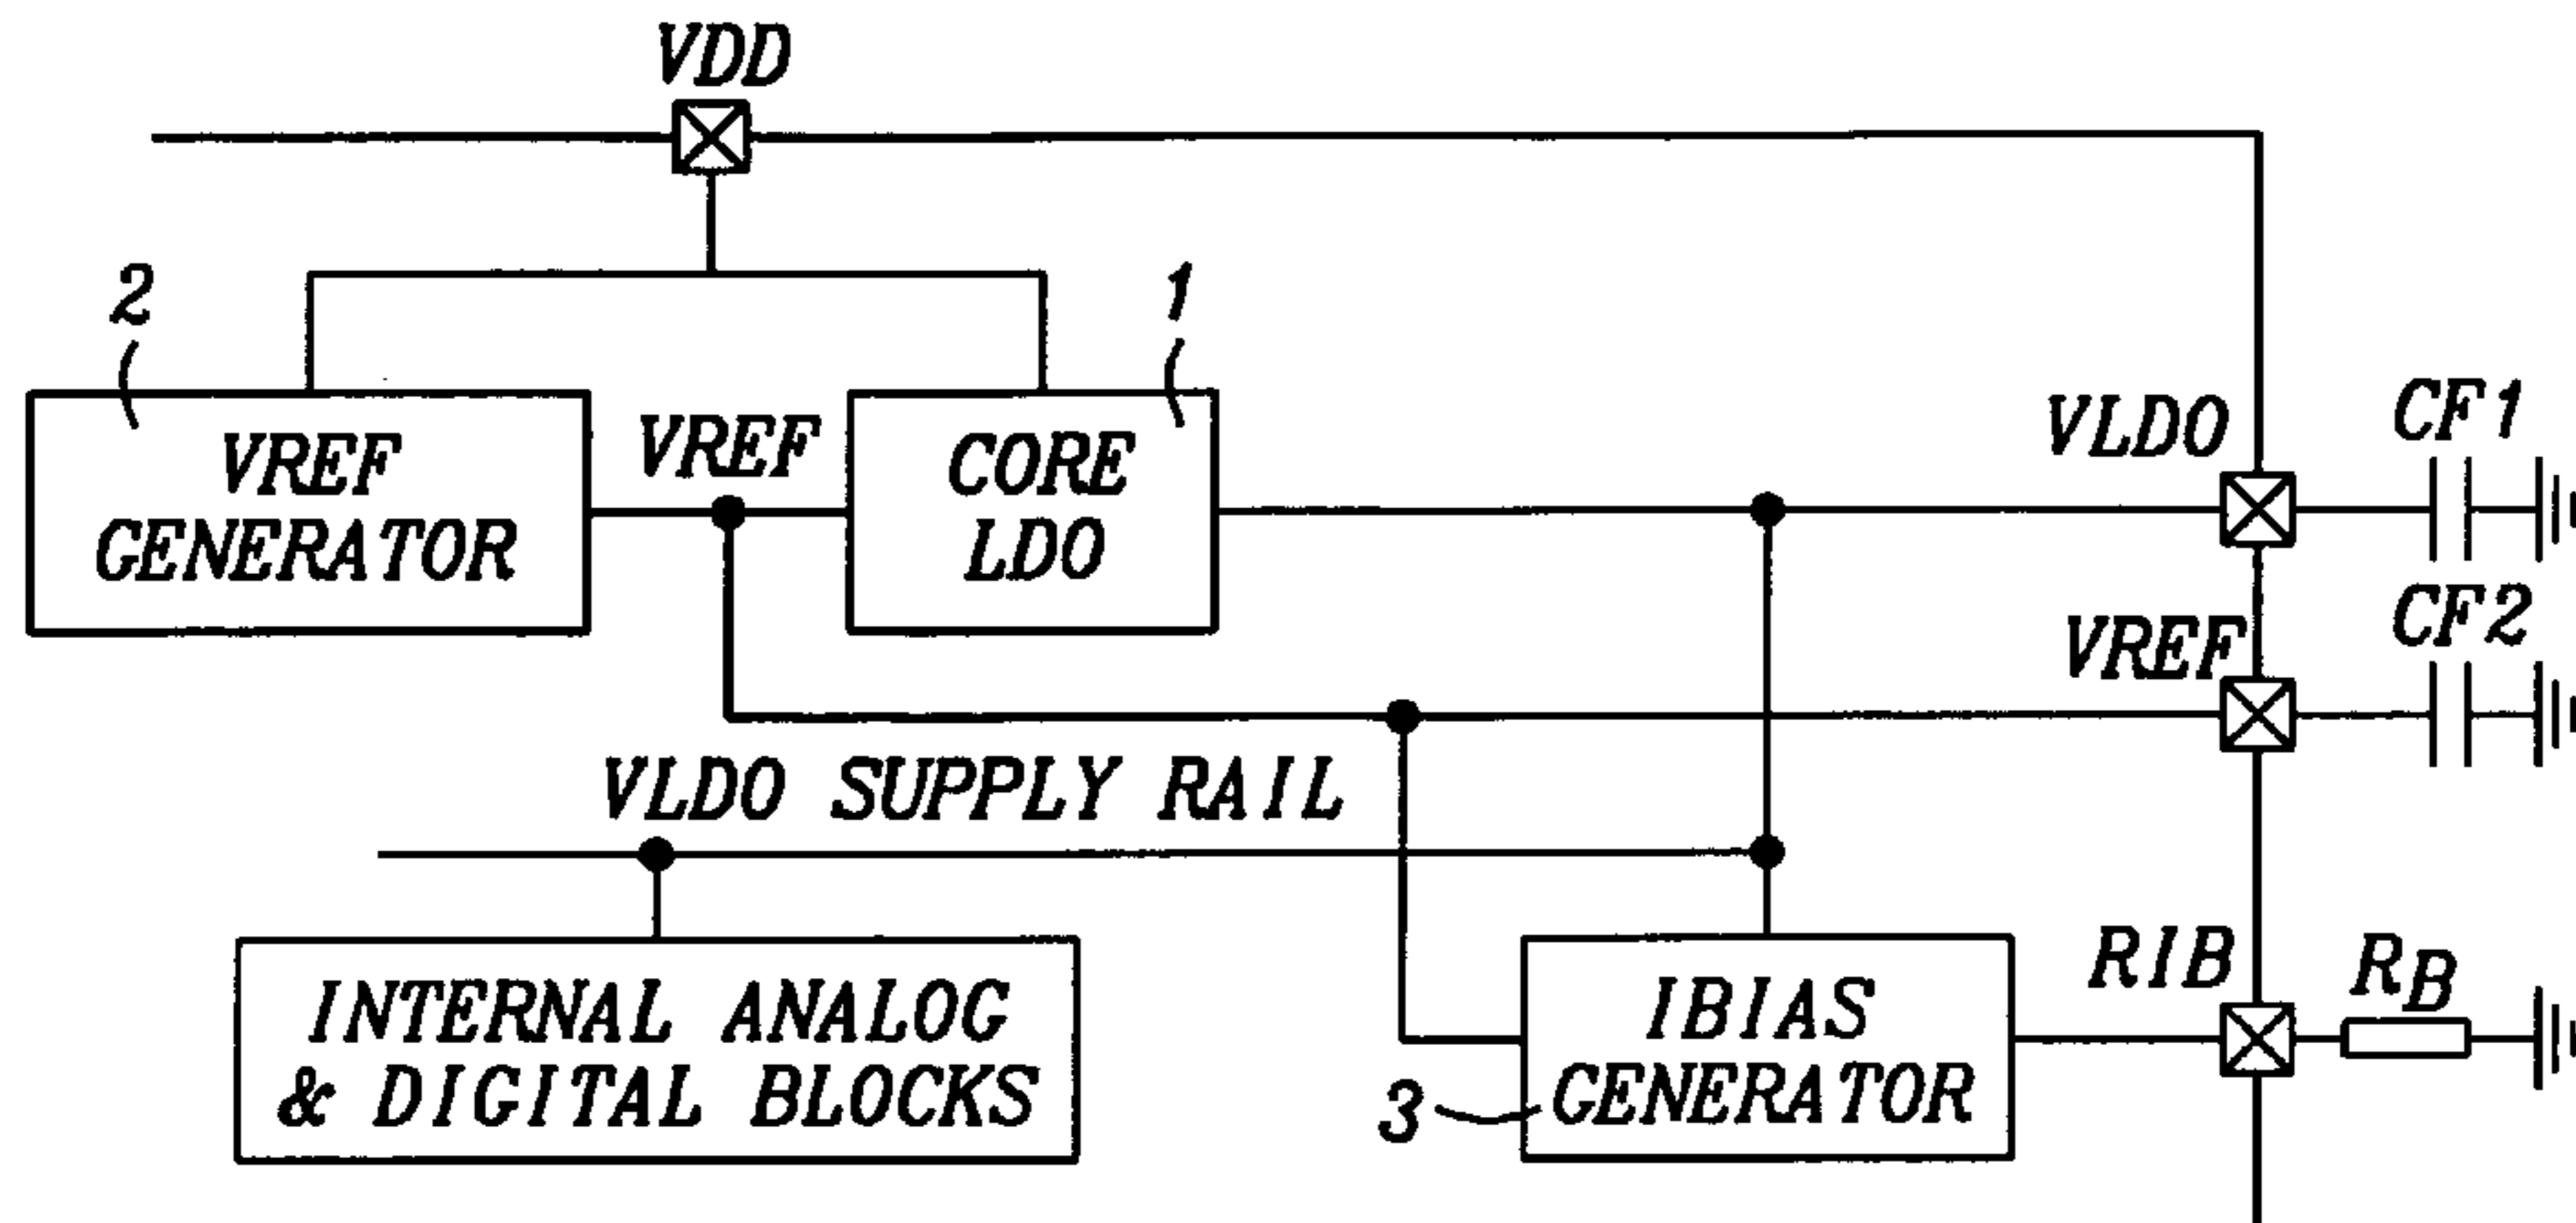 VDD
2
1
VREF
GENERATOR
VREF
CORE
LDO
VLDO
CF1
VREF
CF2
VLDO SUPPLY RAIL
INTERNAL ANALOG
& DIGITAL BLOCKS
3
IBIAS
GENERATOR
RIB
RB